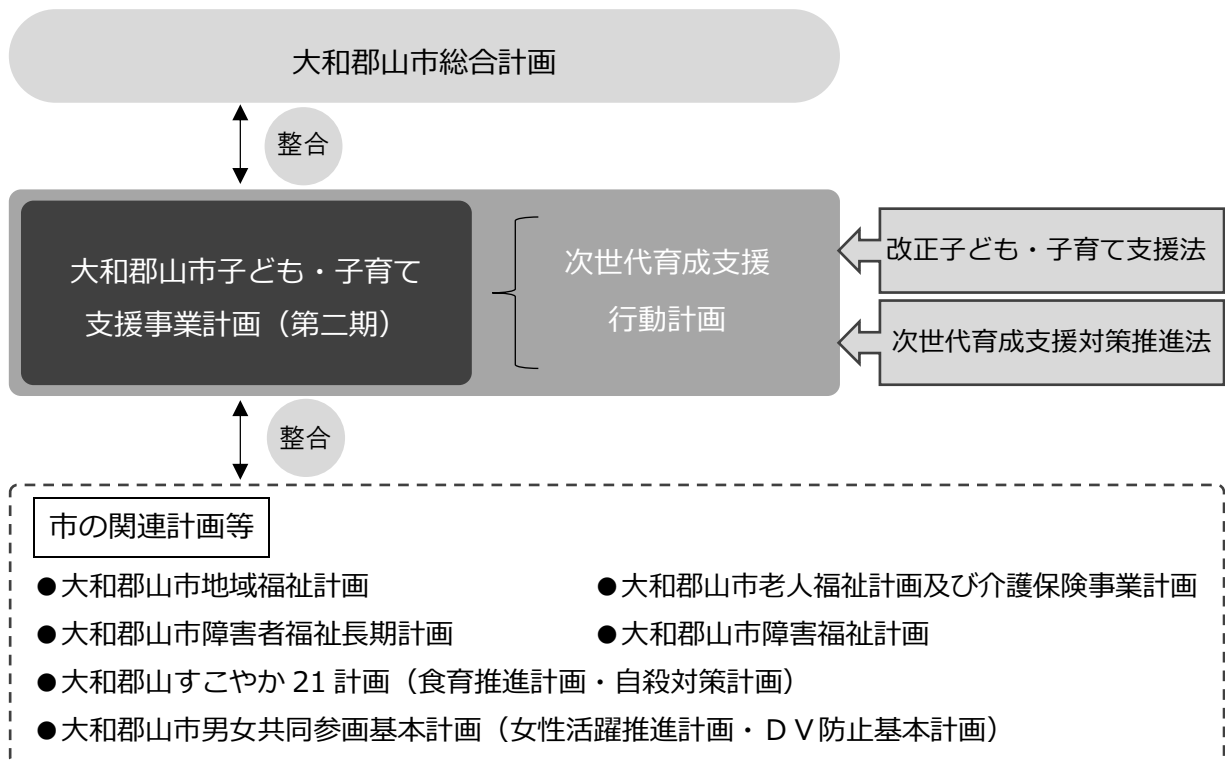 大和郡山市総合計画
整合
大和郡山市子ども・子育て
支援事業計画（第二期）
次世代育成支援
行動計画
改正子ども・子育て支援法
次世代育成支援対策推進法
整合
市の関連計画等
●大和郡山市地域福祉計画
●大和郡山市老人福祉計画及び介護保険事業計画
●大和郡山市障害者福祉長期計画
●大和郡山市障害福祉計画
●大和郡山すこやか 21 計画（食育推進計画・自殺対策計画）
●大和郡山市男女共同参画基本計画（女性活躍推進計画・ＤＶ防止基本計画）